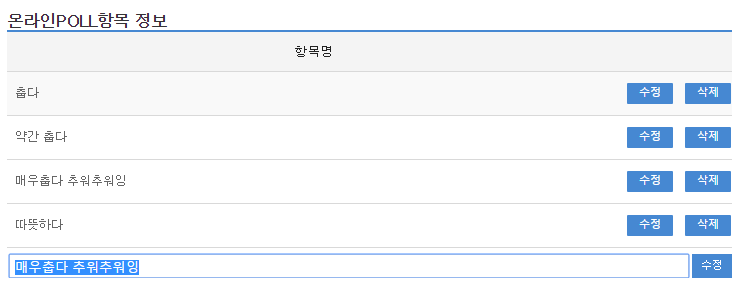 온라인POLL항목 정보
항목명
춥다 수정 삭제
약간 춥다 수정 삭제
매우춥다 추워추워잉 수정 삭제
따뜻하다 수정 삭제
매우춥다 추워추워잉 수정